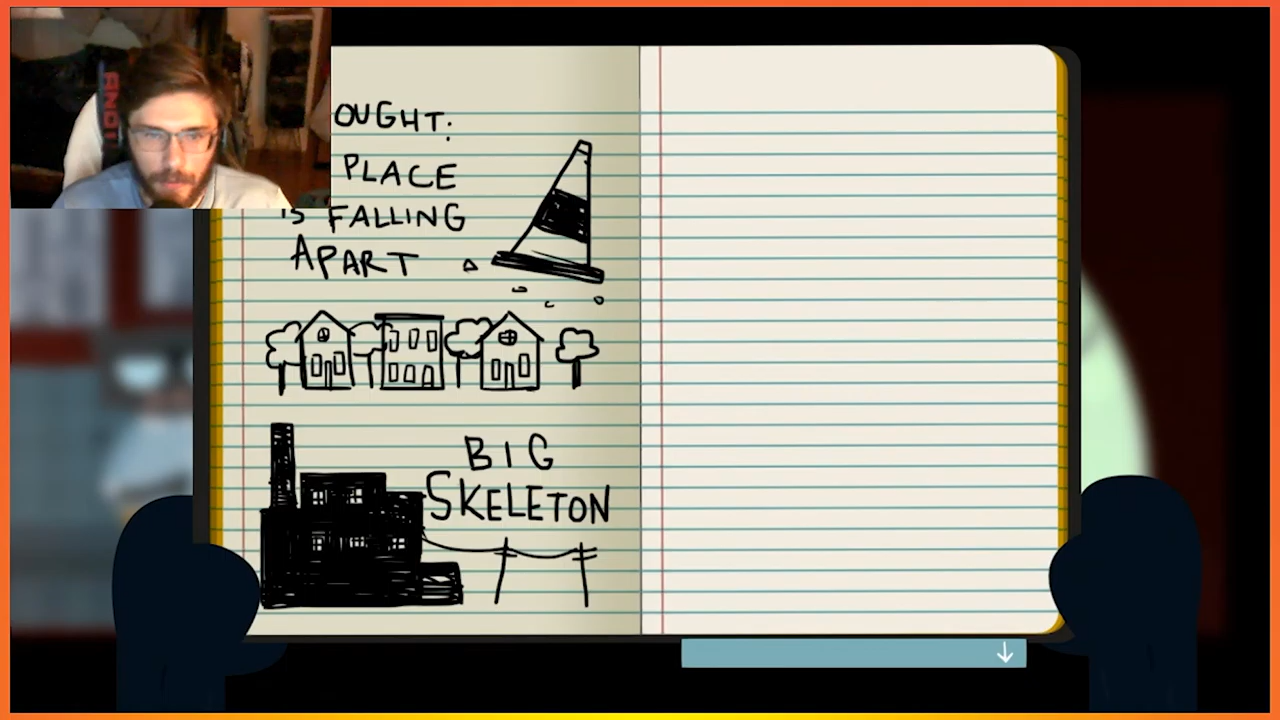 OUGHT:
PLACE
IS FALLING
APART
BIG
SKELETON